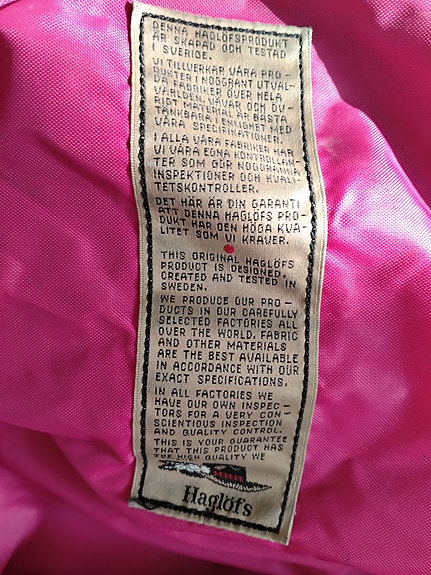 DENNA HAGLÖFSPRODUKT
ÄR SKAPAD OCH TESTAD
I SVERIGE.
VI TILLVERKAR VÅRA PRO-
DUKTER I NOGGRANT UTVAL-
DA FABRIKER ÖVER HELA
VÄRLDEN. VÄVAR OCH ÖV-
RIGT MATERIAL ÄR BÄSTA
TÄNKBARA I ENLIGHET MED
VÅRA SPECIFIKATIONER.
I ALLA VÅRA FABRIKER HAR
VI VÅRA EGNA KONTROLLAN-
TER SOM GÖR NOGGRANNA
INSPEKTIONER OCH KVALI-
TETSKONTROLLER.
DET HÄR ÄR DIN GARANTI
ATT DENNA HAGLÖFS PRO-
DUKT HAR DEN HÖGA KVA-
LITET SOM VI KRÄVER.
THIS ORIGINAL HAGLÖFS
PRODUCT IS DESIGNED,
CREATED AND TESTED IN
SWEDEN.
WE PRODUCE OUR PRO-
DUCTS IN OUR CAREFULLY
SELECTED FACTORIES ALL
OVER THE WORLD. FABRIC
AND OTHER MATERIALS
ARE THE BEST AVAILABLE
IN ACCORDANCE WITH OUR
EXACT SPECIFICATIONS.
IN ALL FACTORIES WE
HAVE OUR OWN INSPEC-
TORS FOR A VERY CON-
SCIENTIOUS INSPECTION
AND QUALITY CONTROL.
THIS IS YOUR GUARANTEE
THAT THIS PRODUCT HAS
THE HIGH QUALITY WE
Haglöfs